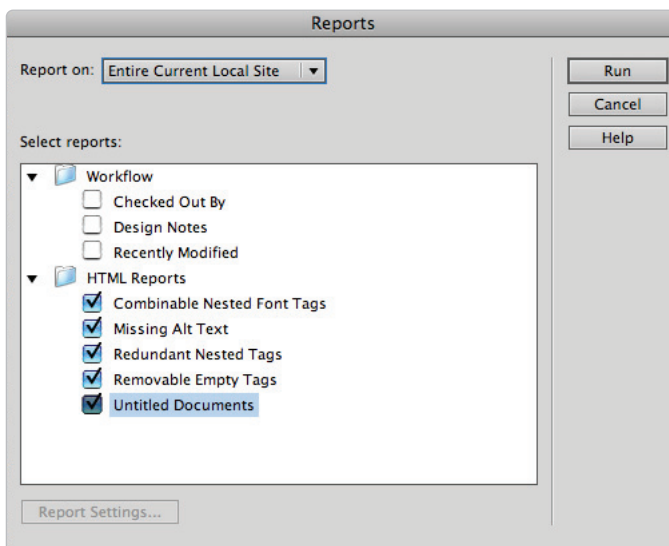 Reports
Report on: Entire Current Local Site
Run
Cancel
Help
Select reports:
Workflow
Checked Out By
Design Notes
Recently Modified
HTML Reports
Combinable Nested Font Tags
Missing Alt Text
Redundant Nested Tags
Removable Empty Tags
Untitled Documents
Report Settings...